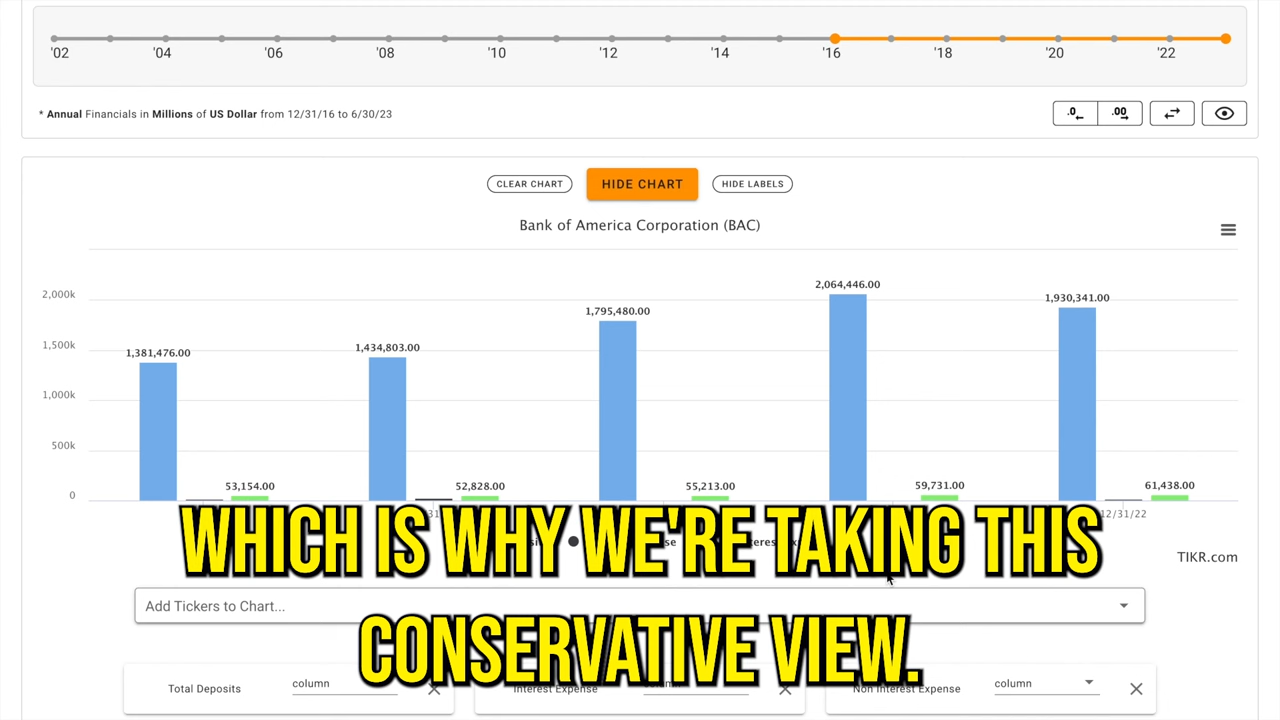 '02 '04 '06 '08 '10 '12 '14 '16 '18 '20 '22
* Annual Financials in Millions of US Dollar from 12/31/16 to 6/30/23
.0 .00
CLEAR CHART HIDE CHART HIDE LABELS
Bank of America Corporation (BAC)
2,000k
1,500k
1,000k
500k
0
1,381,476.00 1,434,803.00 1,795,480.00 2,064,446.00 1,930,341.00
53,154.00 52,828.00 55,213.00 59,731.00 61,438.00
12/31/22
WHICH IS WHY WE'RE TAKING THIS
CONSERVATIVE VIEW.
TIKR.com
Add Tickers to Chart...
Total Deposits column
Interest Expense
Non Interest Expense column